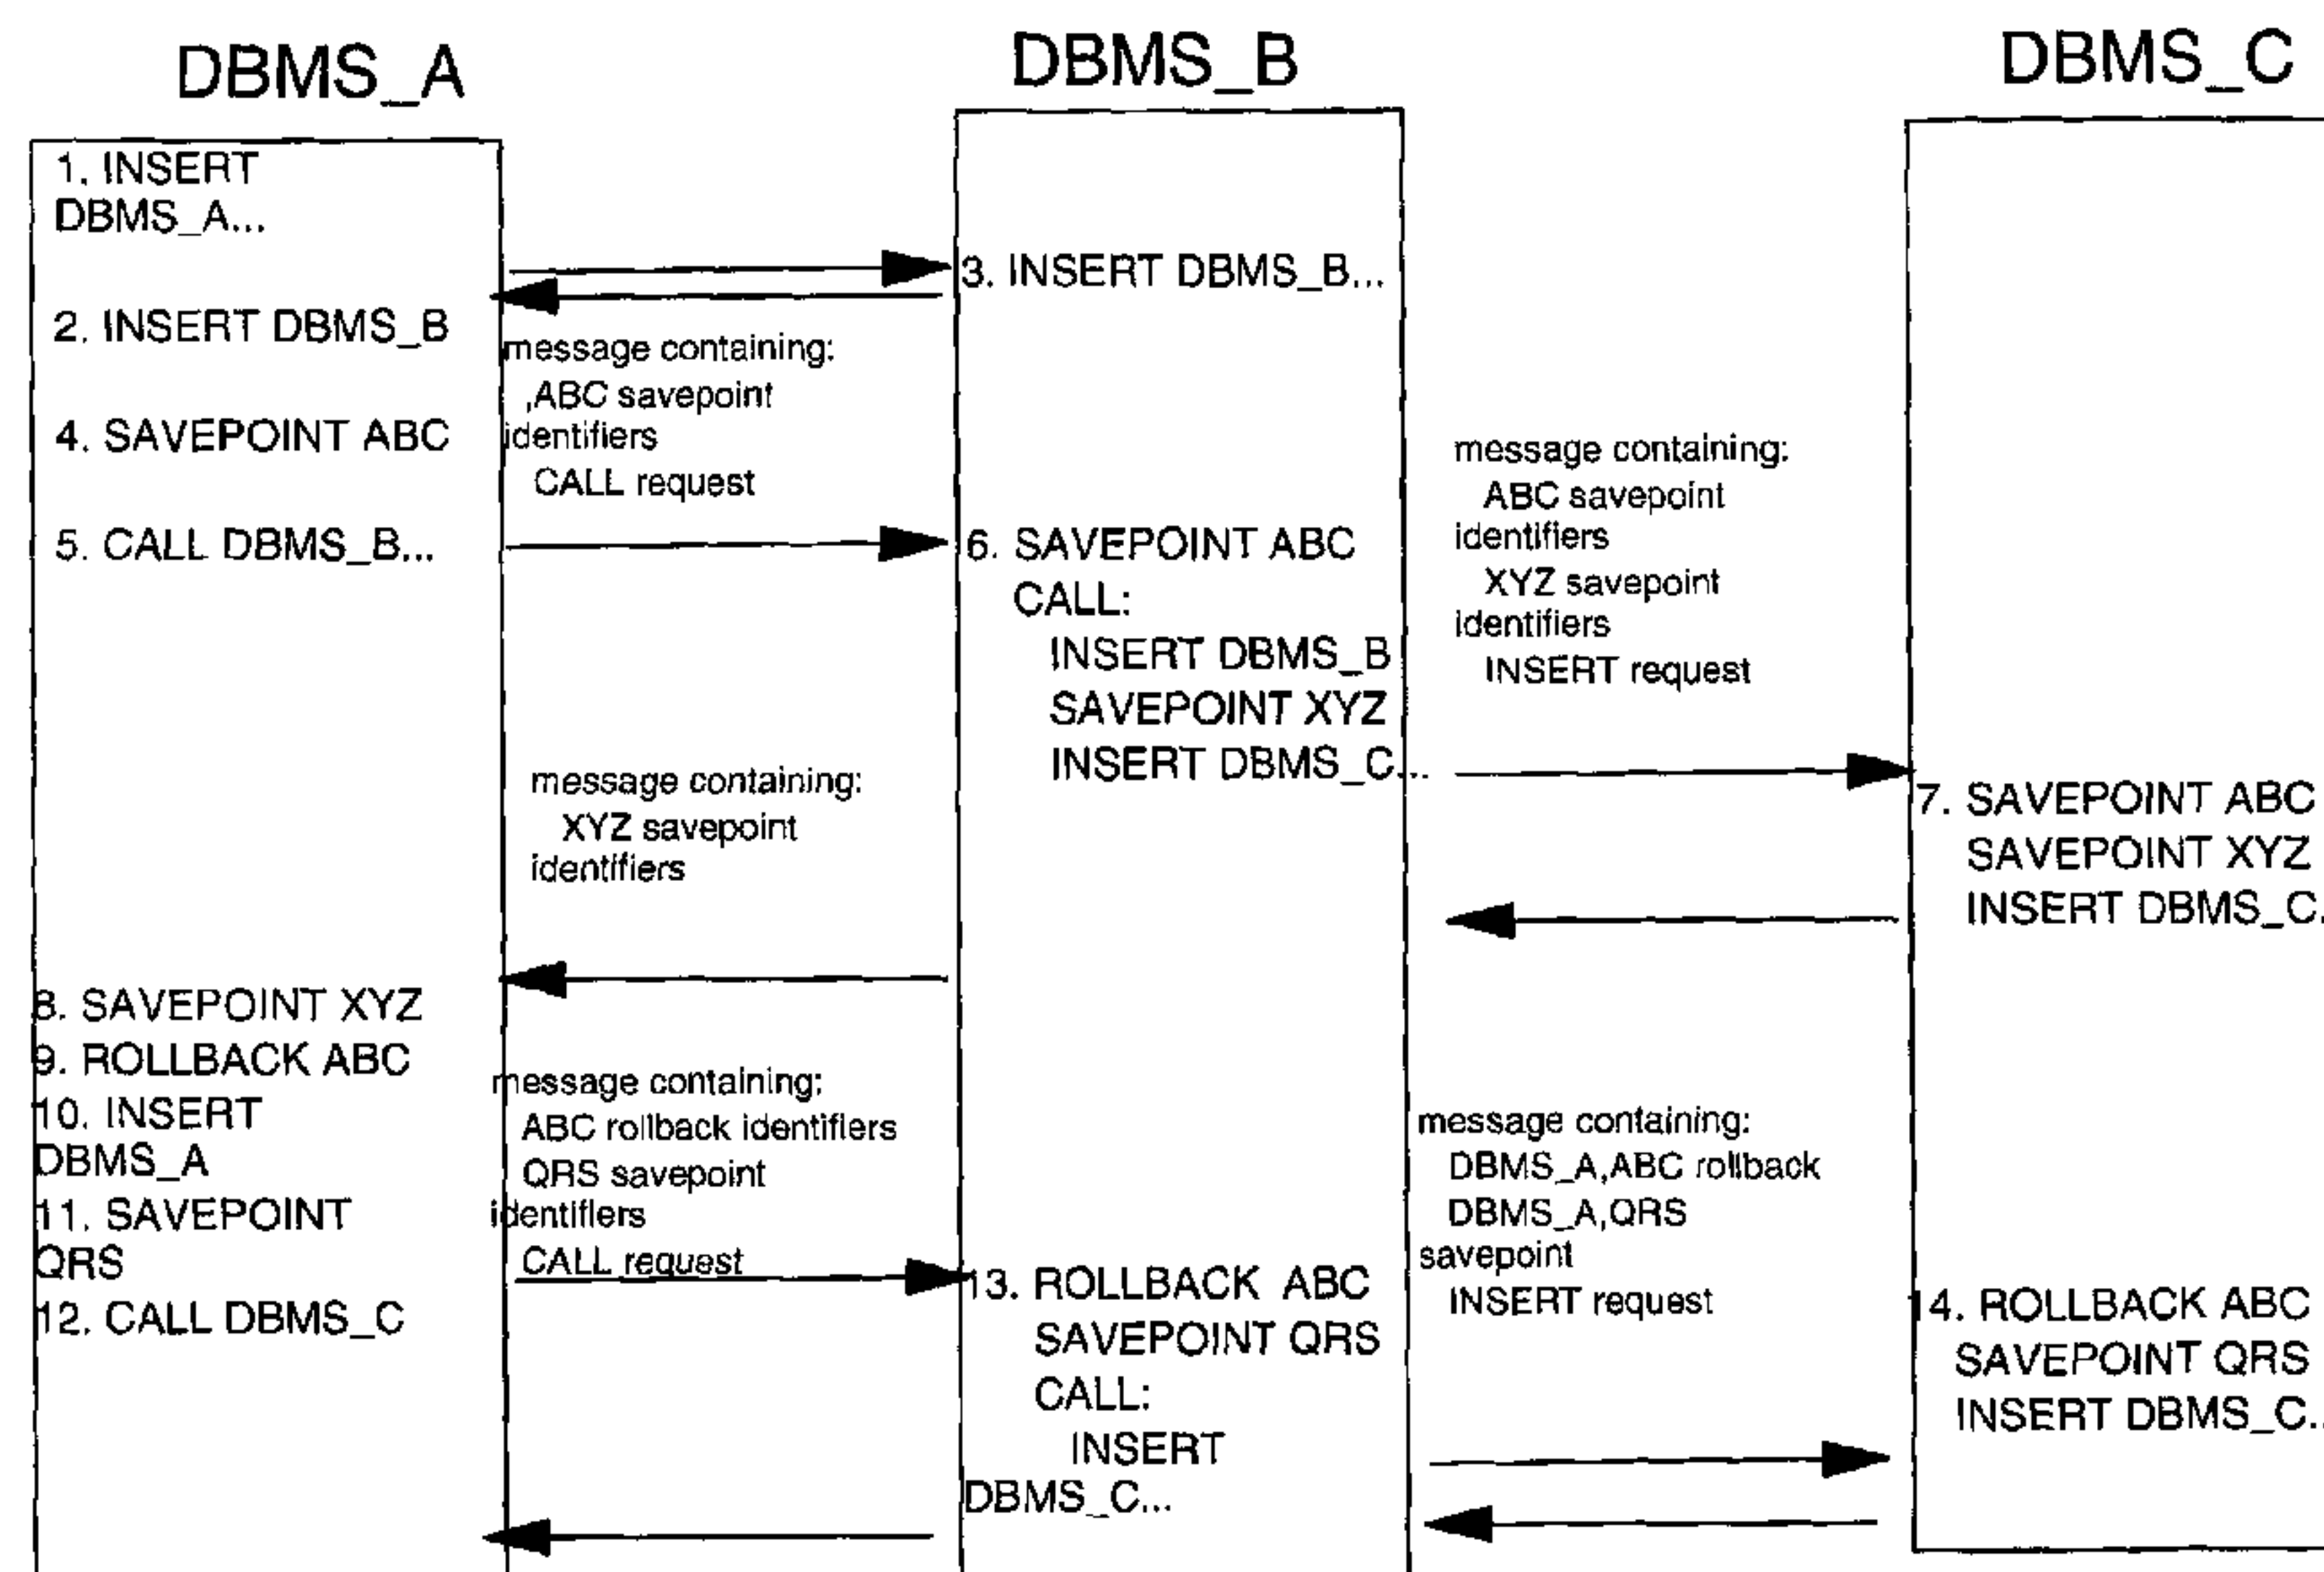 DBMS_A
DBMS_B
DBMS_C
1. INSERT
DBMS_A...
3. INSERT DBMS_B...
2. INSERT DBMS_B
message containing:
,ABC savepoint
identifiers
CALL request
4. SAVEPOINT ABC
5. CALL DBMS_B...
6. SAVEPOINT ABC
CALL:
INSERT DBMS_B
SAVEPOINT XYZ
INSERT DBMS_C...
message containing:
ABC savepoint
identifiers
XYZ savepoint
identifiers
INSERT request
7. SAVEPOINT ABC
SAVEPOINT XYZ
INSERT DBMS_C.
message containing:
XYZ savepoint
identifiers
8. SAVEPOINT XYZ
9. ROLLBACK ABC
10. INSERT
DBMS_A
11. SAVEPOINT
QRS
12. CALL DBMS_C
message containing:
ABC rollback identifiers
QRS savepoint
identifiers
CALL request
13. ROLLBACK ABC
SAVEPOINT QRS
CALL:
INSERT
DBMS_C...
message containing:
DBMS_A,ABC rollback
DBMS_A,QRS
savepoint
INSERT request
14. ROLLBACK ABC
SAVEPOINT QRS
INSERT DBMS_C..